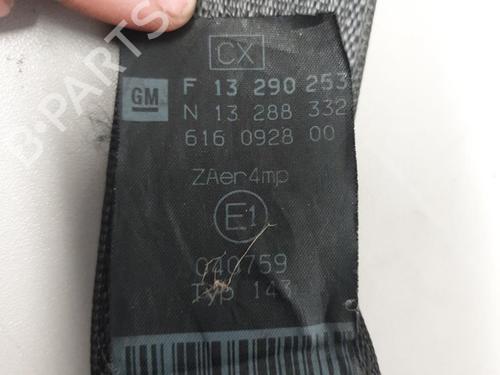 CX
GM
F 13 290 253
N 13 288 332
616 0928 00
ZAer4mp
E1
040759
Typ 143
B-PARTS